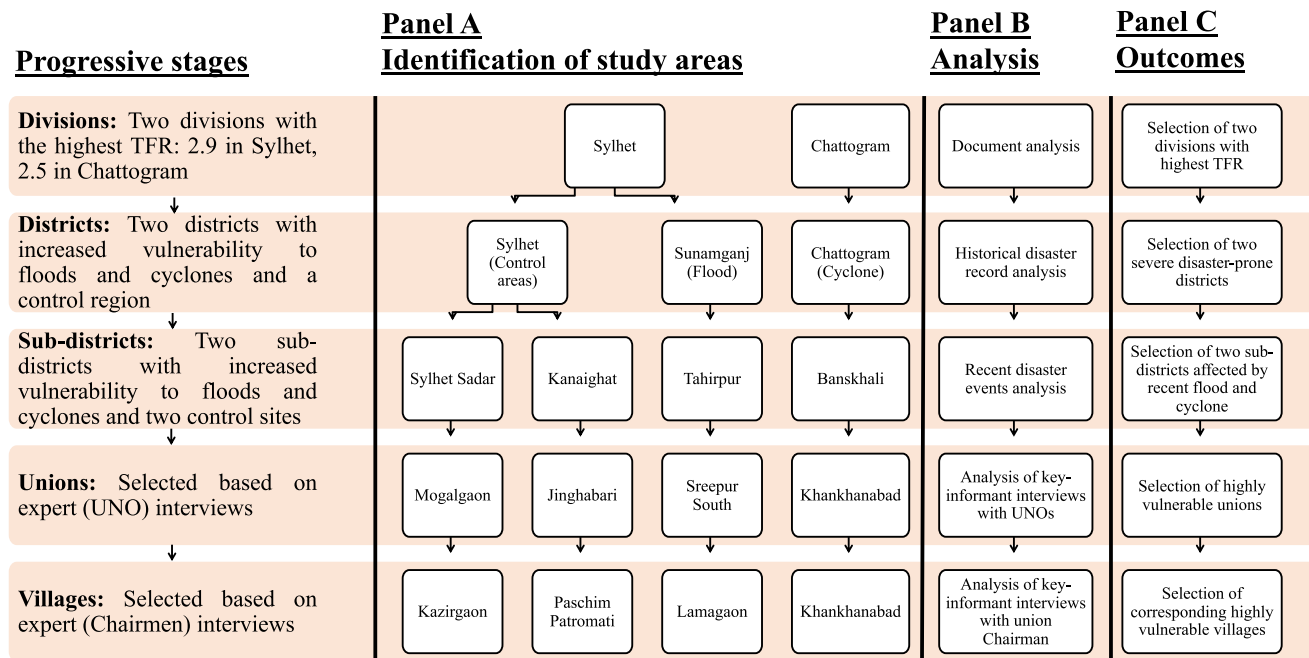 Progressive stages
Panel A
Identification of study areas
Panel B
Analysis
Panel C
Outcomes
Divisions: Two divisions with
the highest TFR: 2.9 in Sylhet,
2.5 in Chattogram
Sylhet
Chattogram
Document analysis
Selection of two
divisions with
highest TFR
Districts: Two districts with
increased vulnerability to
floods and cyclones and a
control region
Sylhet
(Control
areas)
Sunamganj
(Flood)
Chattogram
(Cyclone)
Historical disaster
record analysis
Selection of two
severe disaster-prone
districts
Sub-districts: Two sub-
districts with increased
vulnerability to floods and
cyclones and two control sites
Sylhet Sadar
Kanaighat
Tahirpur
Banskhali
Recent disaster
events analysis
Selection of two sub-
districts affected by
recent flood and
cyclone
Unions: Selected based on
expert (UNO) interviews
Mogalgaon
Jinghabari
Sreepur
South
Khankhanabad
Analysis of key-
informant interviews
with UNOs
Selection of highly
vulnerable unions
Villages: Selected based on
expert (Chairmen) interviews
Kazirgaon
Paschim
Patromati
Lamagaon
Khankhanabad
Analysis of key-
informant interviews
with union
Chairman
Selection of
corresponding highly
vulnerable villages